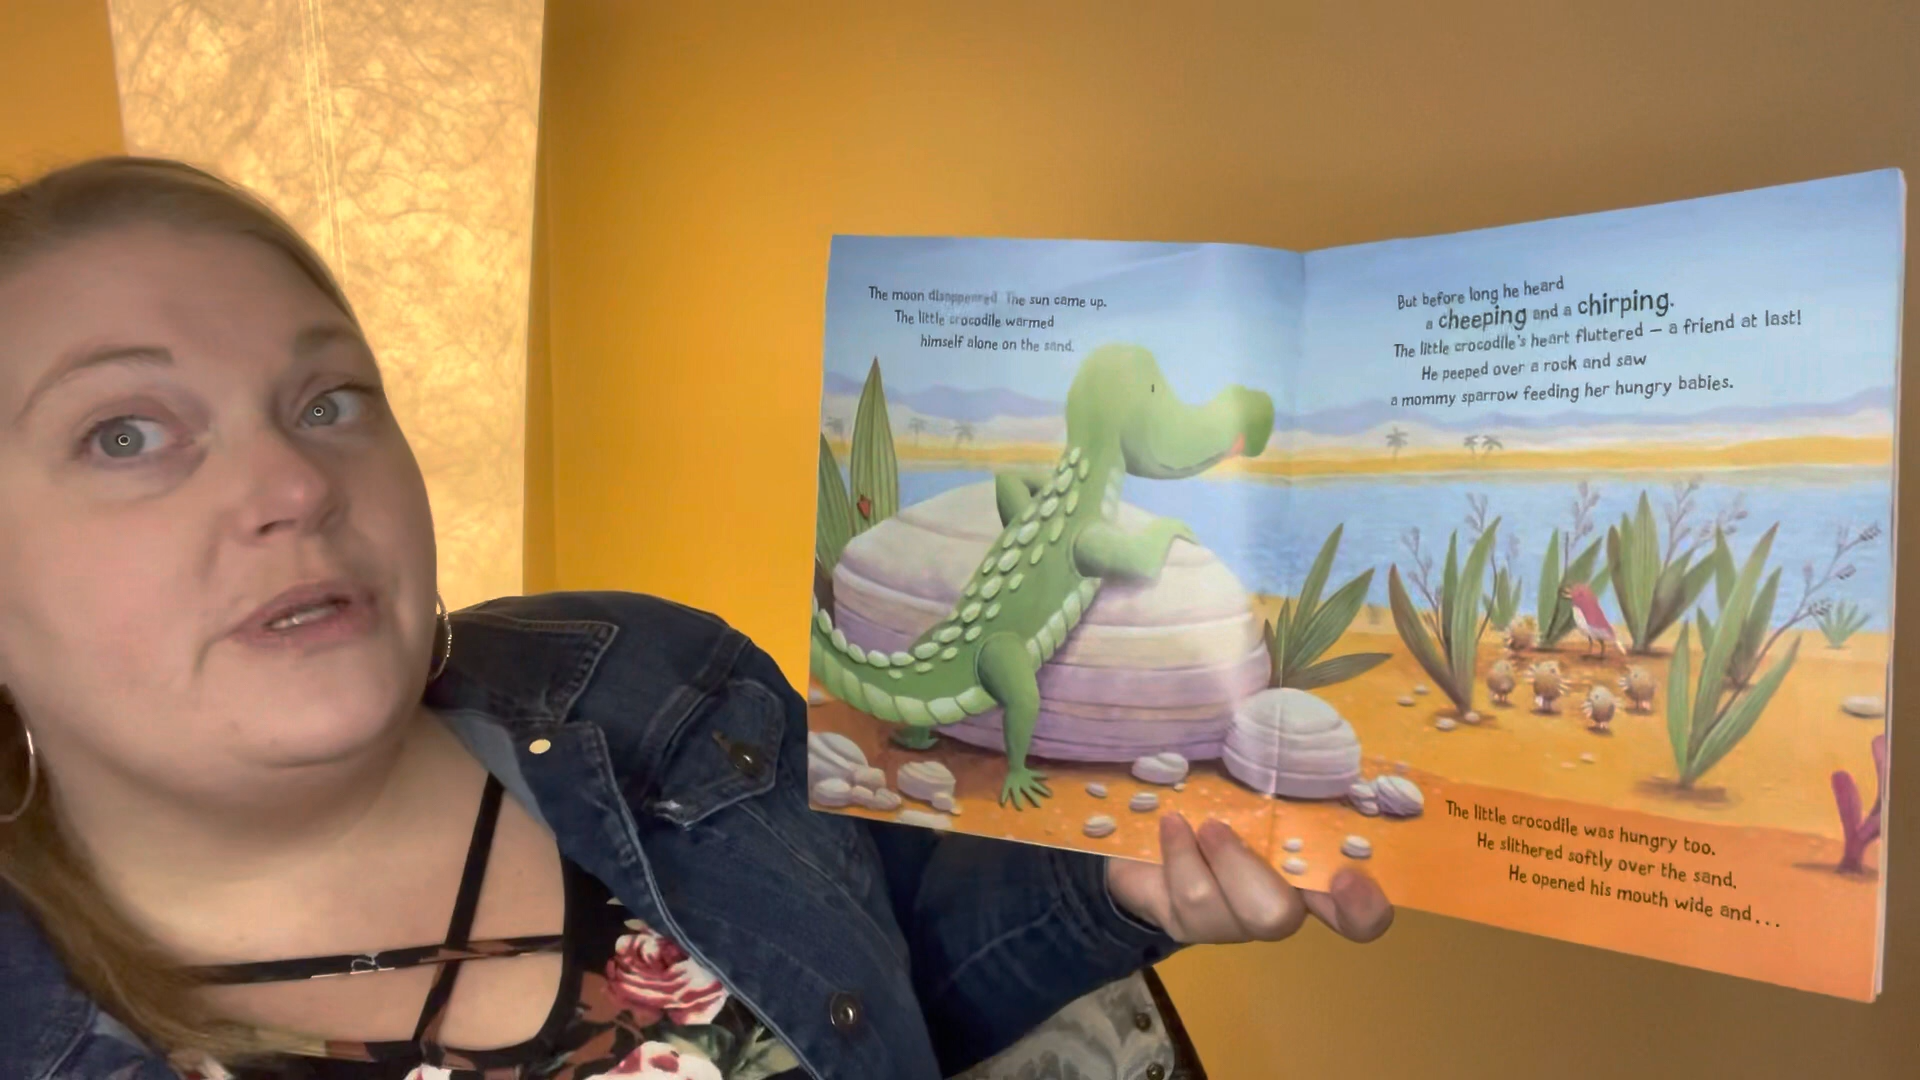 The moon disappeared. The sun came up.
The little crocodile warmed
himself alone on the sand.
But before long he heard
a cheeping and a chirping.
The little crocodile's heart fluttered – a friend at last!
He peeped over a rock and saw
a mommy sparrow feeding her hungry babies.
The little crocodile was hungry too.
He slithered softly over the sand.
He opened his mouth wide and...